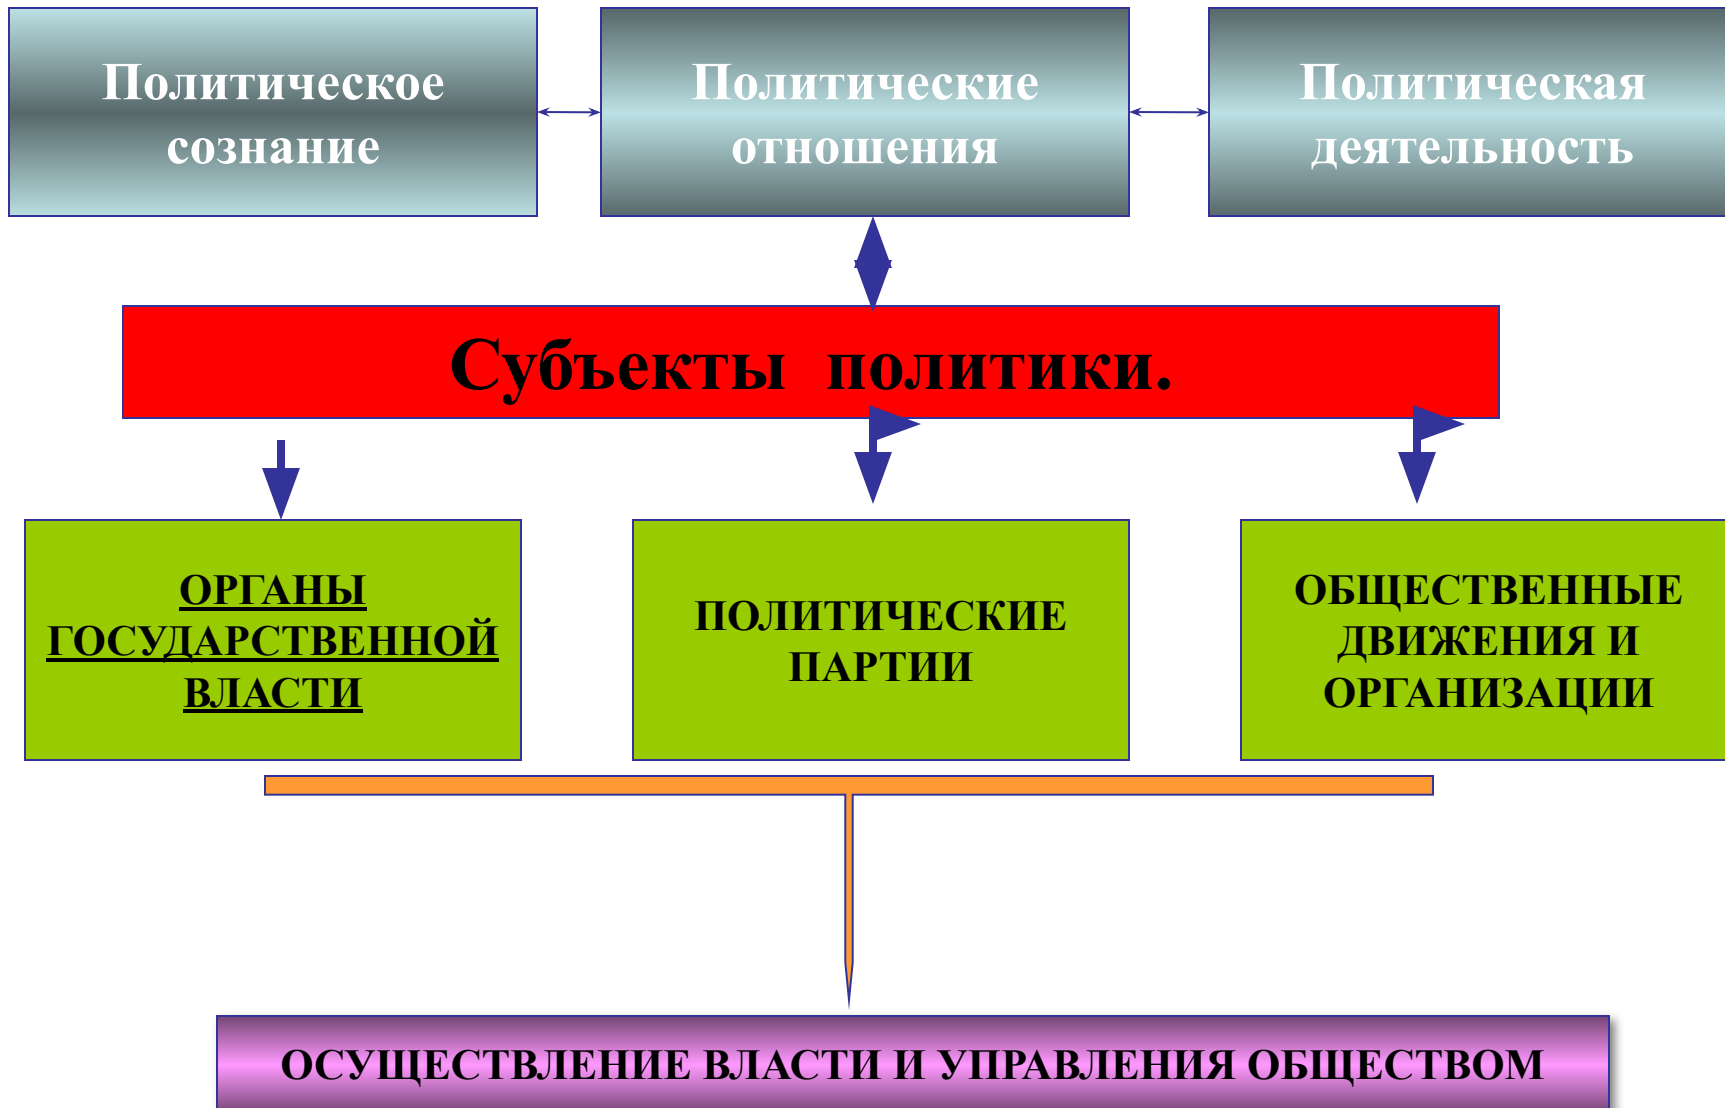 Политическое
сознание
Политические
отношения
Политическая
деятельность
Субъекты политики.
ОРГАНЫ
ГОСУДАРСТВЕННОЙ
ВЛАСТИ
ПОЛИТИЧЕСКИЕ
ПАРТИИ
ОБЩЕСТВЕННЫЕ
ДВИЖЕНИЯ И
ОРГАНИЗАЦИИ
ОСУЩЕСТВЛЕНИЕ ВЛАСТИ И УПРАВЛЕНИЯ ОБЩЕСТВОМ